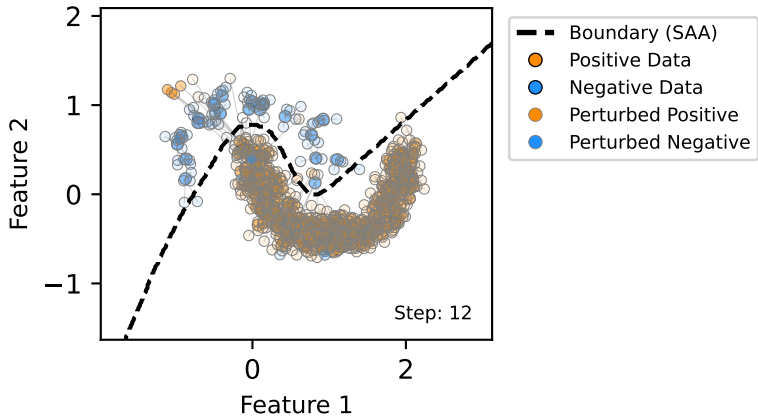 2
1
0
−1
Feature 2
0
2
Feature 1
Step: 12
Boundary (SAA)
Positive Data
Negative Data
Perturbed Positive
Perturbed Negative